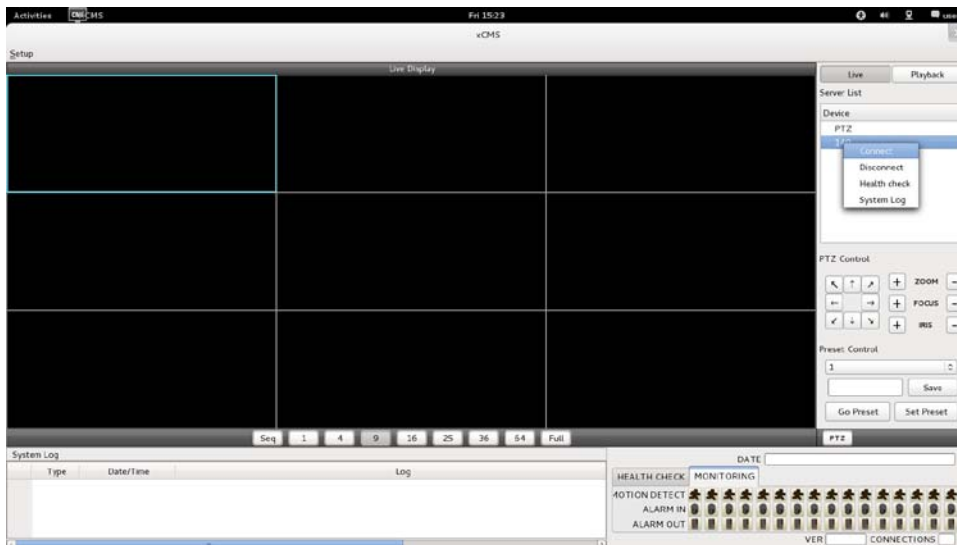 Activities CMS Fri 15:23
xCMS
Setup
Live Display
Live Playback
Server List
Device
PTZ
Connect
Disconnect
Health check
System Log
PTZ Control
+ ZOOM -
+ FOCUS -
+ IRIS -
Preset Control
1
Save
Go Preset Set Preset
Seq 1 4 9 16 25 36 64 Full
PTZ
System Log
Type Date/Time Log
DATE
HEALTH CHECK MONITORING
MOTION DETECT
ALARM IN
ALARM OUT
VER CONNECTIONS